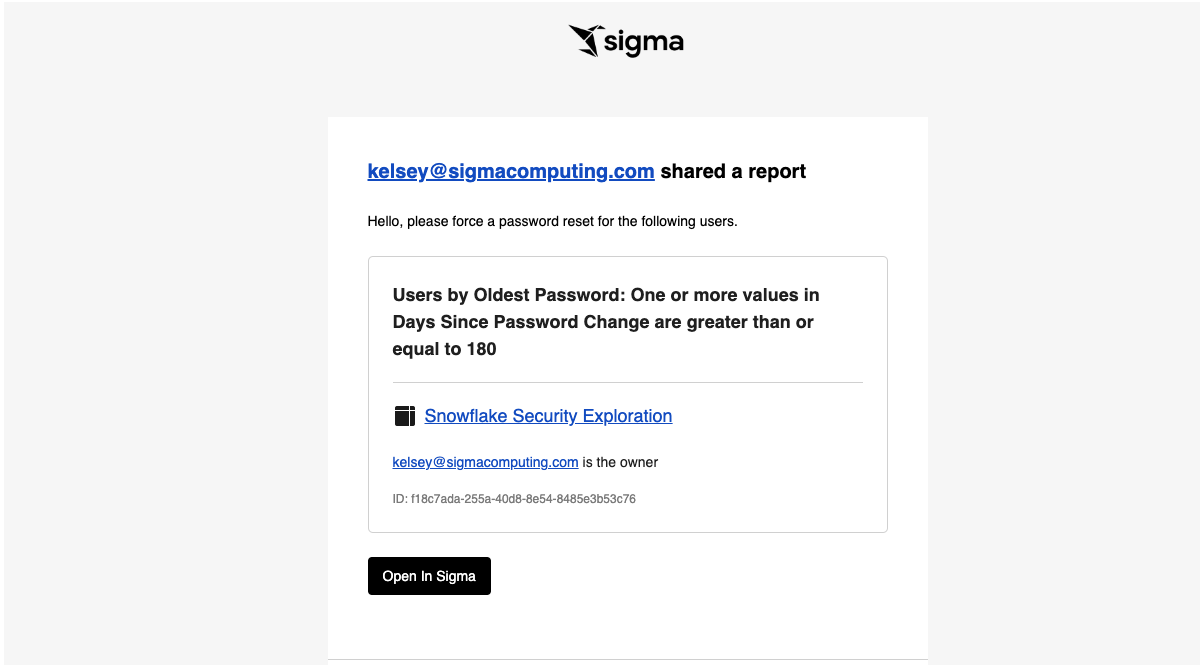 sigma
kelsey@sigmacomputing.com shared a report
Hello, please force a password reset for the following users.
Users by Oldest Password: One or more values in
Days Since Password Change are greater than or
equal to 180
Snowflake Security Exploration
kelsey@sigmacomputing.com is the owner
ID: f18c7ada-255a-40d8-8e54-8485e3b53c76
Open In Sigma